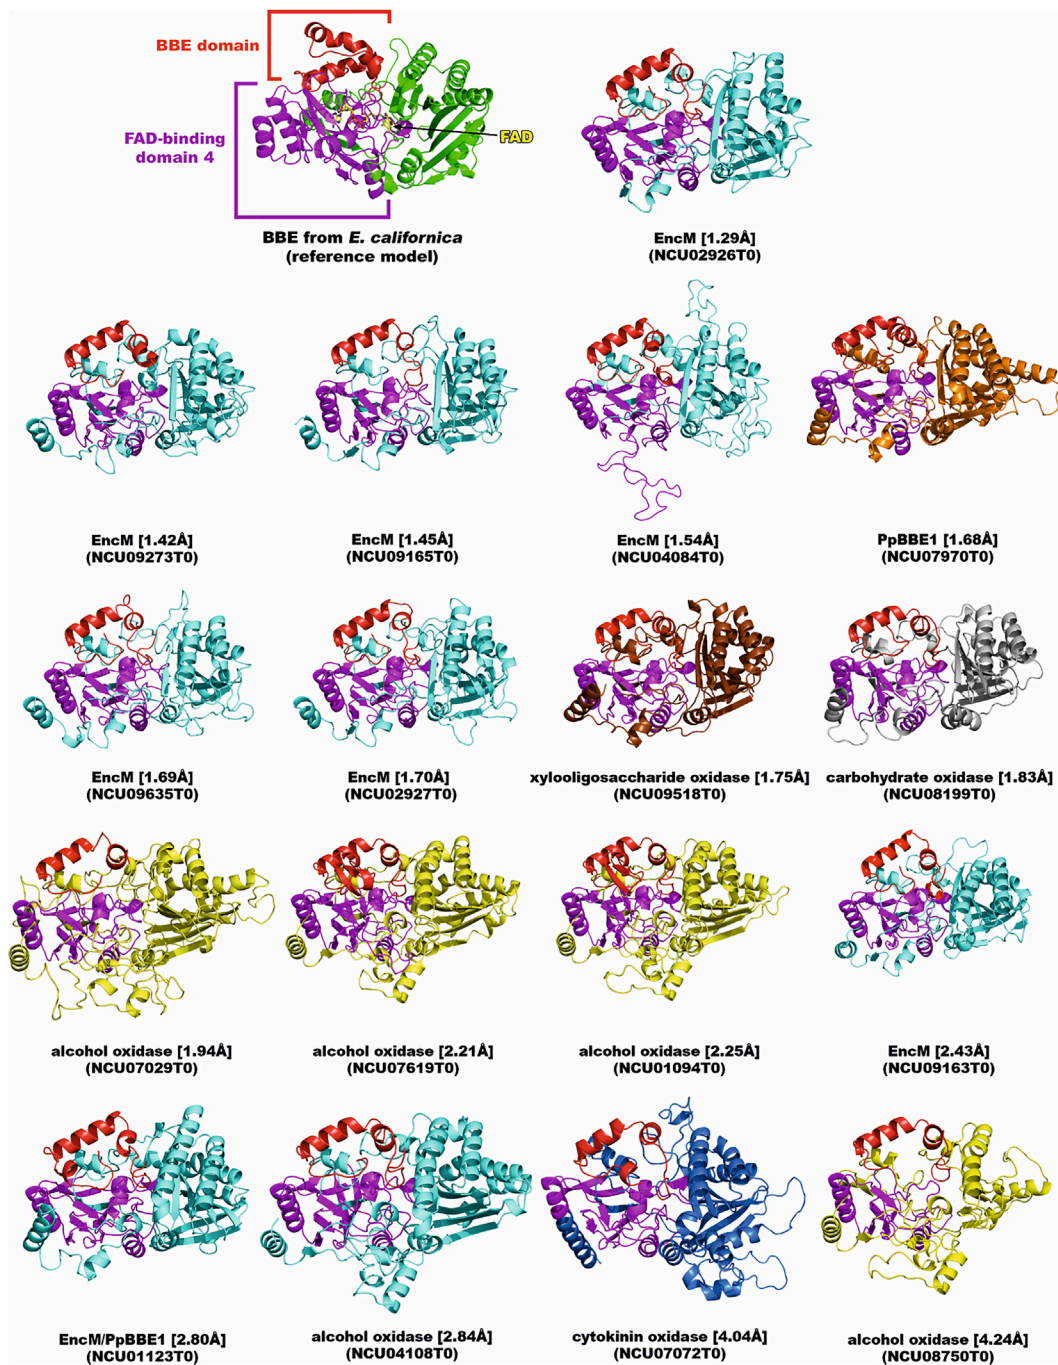 BBE domain
FAD-binding
domain 4
FAD
BBE from E. californica
(reference model)
EncM [1.29Å]
(NCU02926T0)
EncM [1.42Å]
(NCU09273T0)
EncM [1.45Å]
(NCU09165T0)
EncM [1.54Å]
(NCU04084T0)
PpBBE1 [1.68Å]
(NCU07970T0)
EncM [1.69Å]
(NCU09635T0)
EncM [1.70Å]
(NCU02927T0)
xylooligosaccharide oxidase [1.75Å]
(NCU09518T0)
carbohydrate oxidase [1.83Å]
(NCU08199T0)
alcohol oxidase [1.94Å]
(NCU07029T0)
alcohol oxidase [2.21Å]
(NCU07619T0)
alcohol oxidase [2.25Å]
(NCU01094T0)
EncM [2.43Å]
(NCU09163T0)
EncM/PpBBE1 [2.80Å]
(NCU01123T0)
alcohol oxidase [2.84Å]
(NCU04108T0)
cytokinin oxidase [4.04Å]
(NCU07072T0)
alcohol oxidase [4.24Å]
(NCU08750T0)